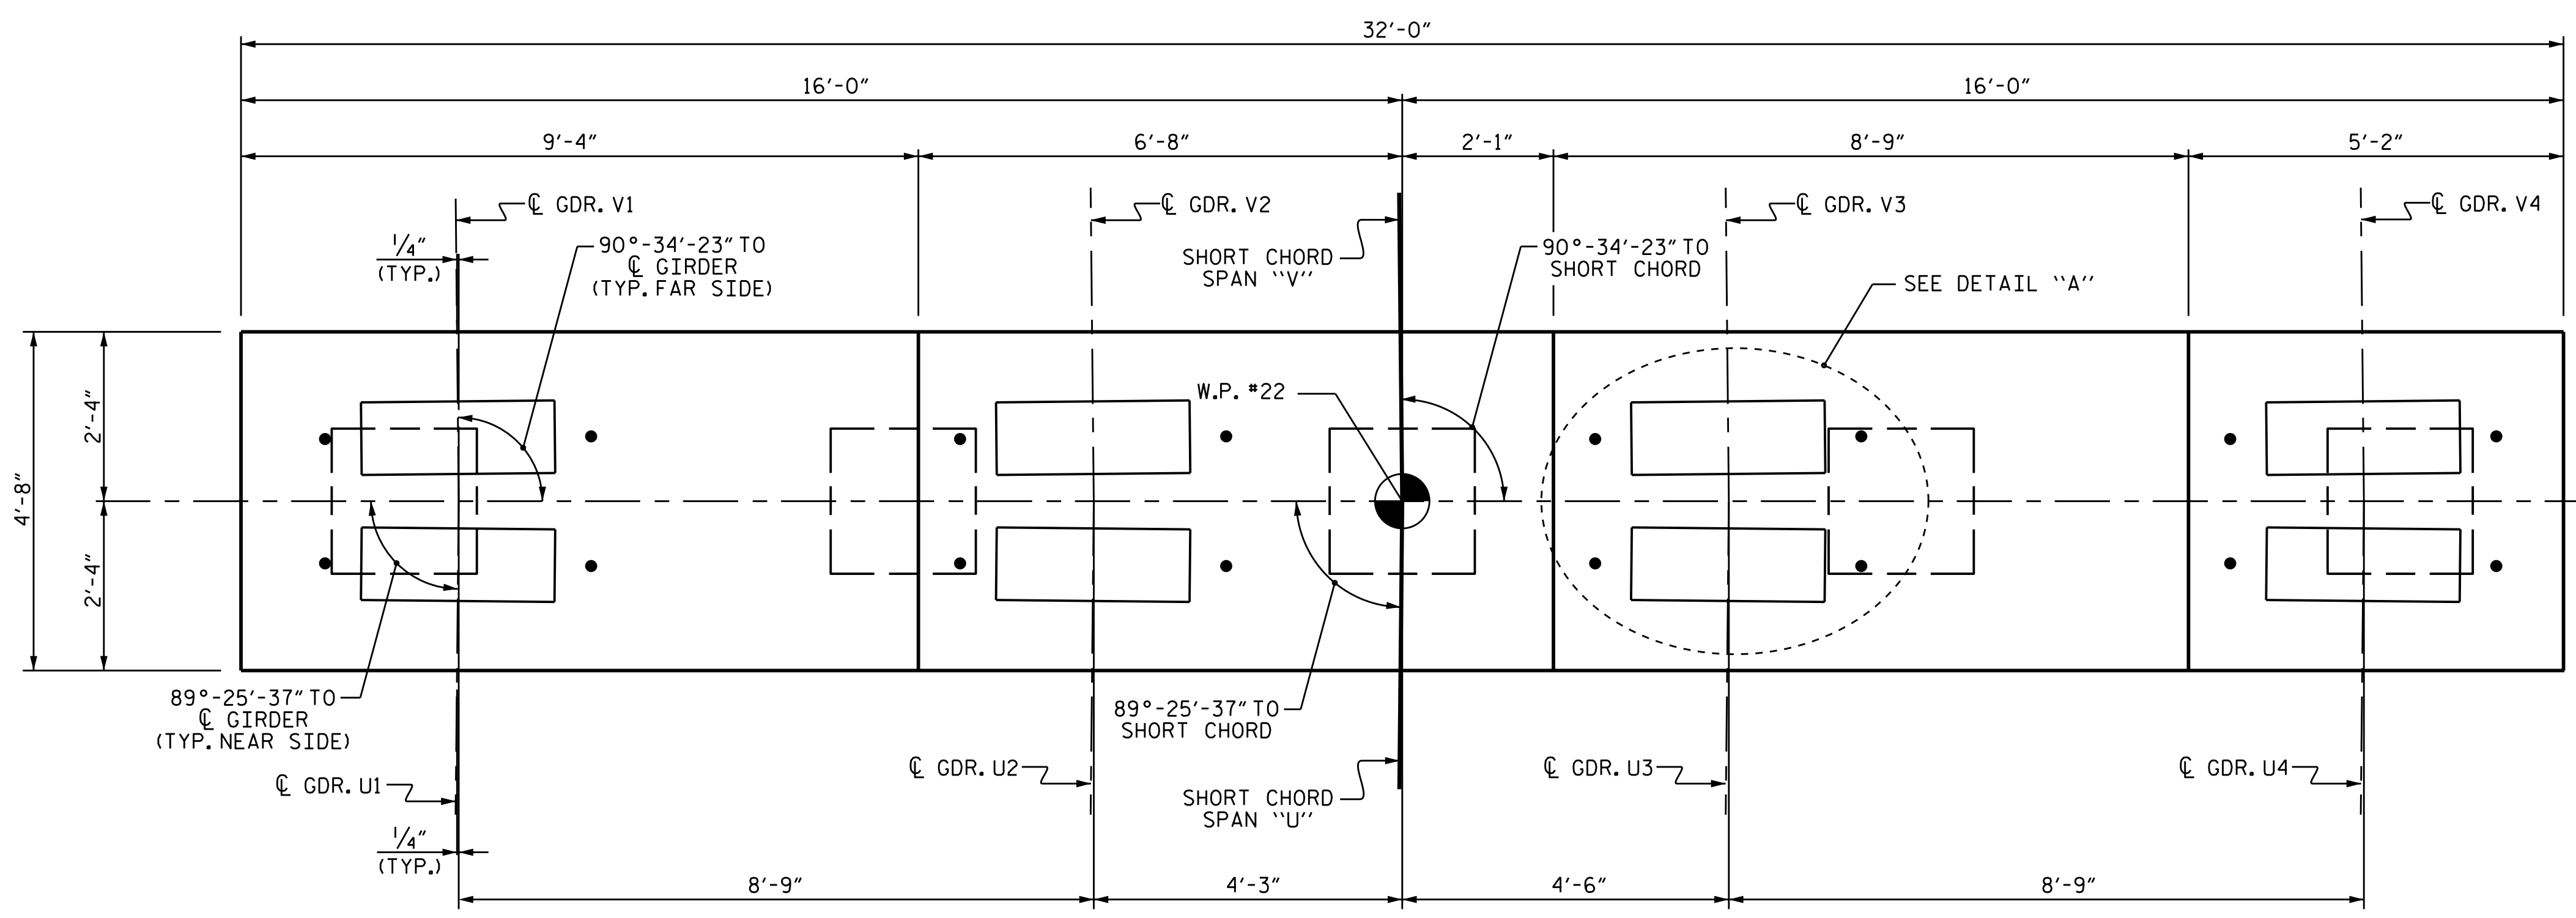 32'-0"
16'-0"
16'-0"
9'-4"
6'-8"
2'-1"
8'-9"
5'-2"
℄ GDR. V1
℄ GDR. V2
℄ GDR. V3
℄ GDR. V4
1/4"
(TYP.)
90°-34'-23" TO
℄ GIRDER
(TYP. FAR SIDE)
SHORT CHORD
SPAN "V"
90°-34'-23" TO
SHORT CHORD
SEE DETAIL "A"
W.P. #22
2'-4"
4'-8"
2'-4"
89°-25'-37" TO
℄ GIRDER
(TYP. NEAR SIDE)
89°-25'-37" TO
SHORT CHORD
℄ GDR. U1
℄ GDR. U2
℄ GDR. U3
℄ GDR. U4
SHORT CHORD
SPAN "U"
1/4"
(TYP.)
8'-9"
4'-3"
4'-6"
8'-9"